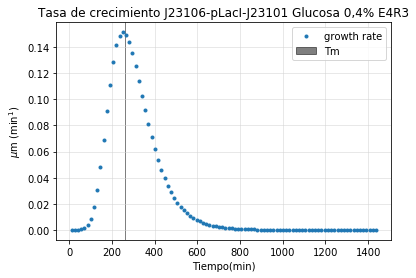 Tasa de crecimiento J23106-pLacI-J23101 Glucosa 0,4% E4R3
growth rate
Tm
μm (min¹)
0.14
0.12
0.10
0.08
0.06
0.04
0.02
0.00
0 200 400 600 800 1000 1200 1400
Tiempo(min)